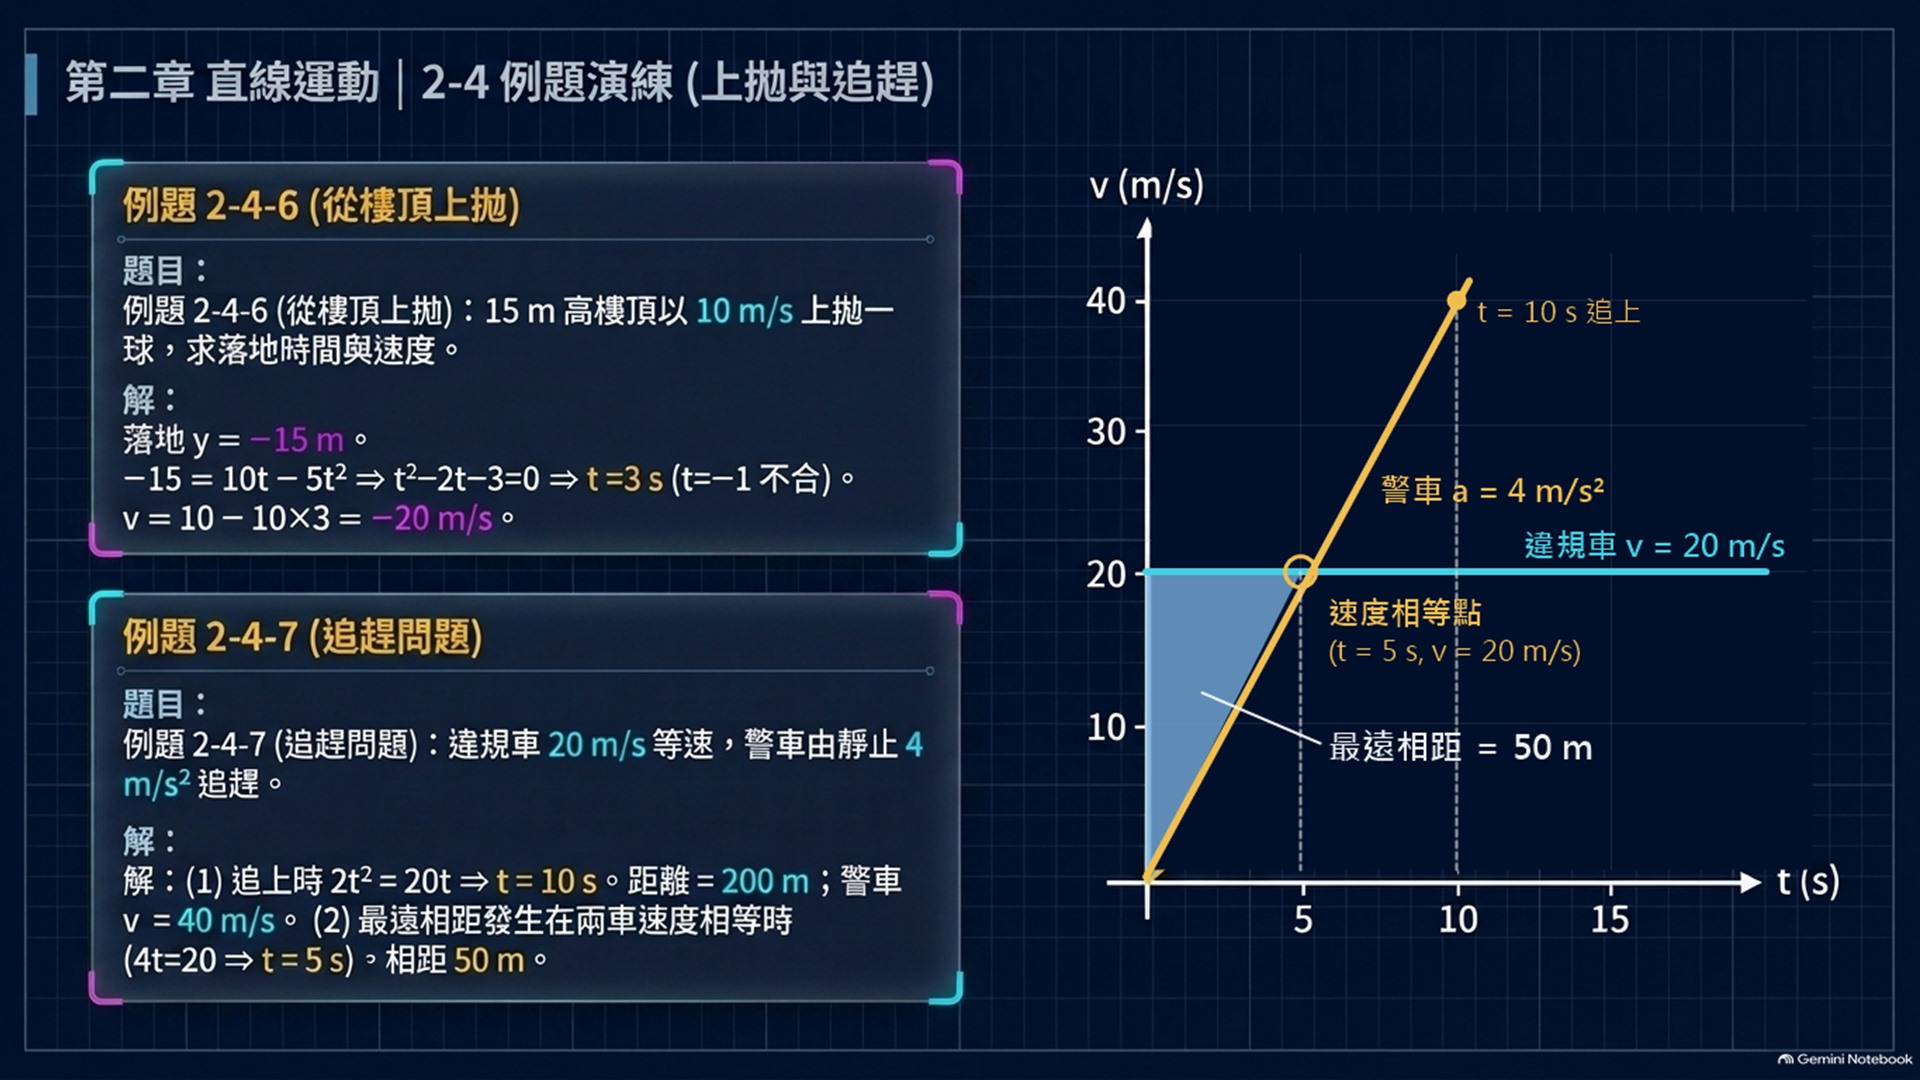 第二章 直線運動｜2-4 例題演練 (上拋與追趕)
例題 2-4-6 (從樓頂上拋)
題目：
例題 2-4-6 (從樓頂上拋)：15 m 高樓頂以 10 m/s 上拋一
球，求落地時間與速度。
解：
落地 y = −15 m。
−15 = 10t − 5t² ⇒ t²−2t−3=0 ⇒ t =3 s (t=−1 不合)。
v = 10 − 10×3 = −20 m/s。
例題 2-4-7 (追趕問題)
題目：
例題 2-4-7 (追趕問題)：違規車 20 m/s 等速，警車由靜止 4
m/s² 追趕。
解：
解：(1) 追上時 2t² = 20t ⇒ t = 10 s。距離 = 200 m；警車
v = 40 m/s。 (2) 最遠相距發生在兩車速度相等時
(4t=20 ⇒ t = 5 s)。相距 50 m。
v (m/s)
40
t = 10 s 追上
30
警車 a = 4 m/s²
違規車 v = 20 m/s
20
速度相等點
(t = 5 s, v = 20 m/s)
10
最遠相距 = 50 m
t (s)
5
10
15
Gemini Notebook